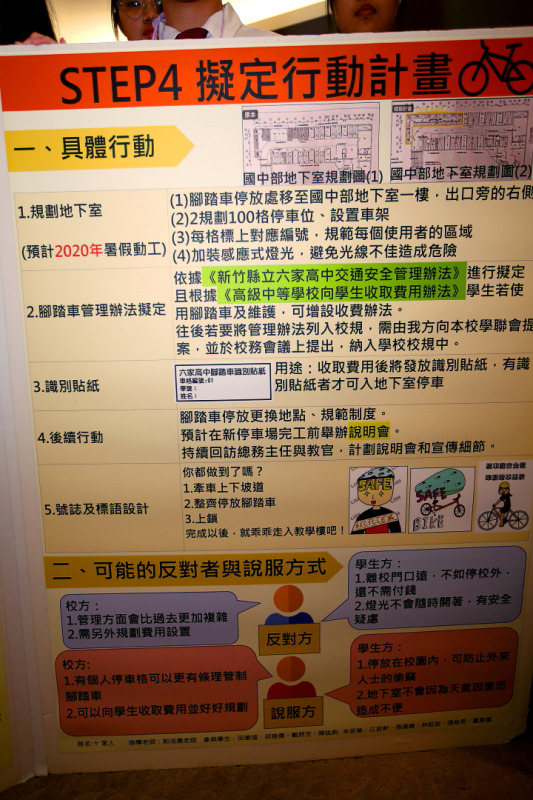 STEP4 擬定行動計畫
一、具體行動
原本
國中部地下室規劃圖(1)
國中部地下室規劃圖(2)
1.規劃地下室
(預計2020年暑假動工)
(1)腳踏車停放處移至國中部地下室一樓，出口旁的右側
(2)2規劃100格停車位、設置車架
(3)每格標上對應編號，規範每個使用者的區域
(4)加裝感應式燈光，避免光線不佳造成危險
2.腳踏車管理辦法擬定
依據《新竹縣立六家高中交通安全管理辦法》進行擬定
且根據《高級中等學校向學生收取費用辦法》學生若使
用腳踏車及維護，可增設收費辦法。
往後若要將管理辦法列入校規，需由我方向本校學聯會提
案，並於校務會議上提出，納入學校校規中。
3.識別貼紙
六家高中腳踏車識別貼紙
車格編號:01
學號：
姓名：
用途：收取費用後將發放識別貼紙，有識
別貼紙者才可入地下室停車
4.後續行動
腳踏車停放更換地點、規範制度。
預計在新停車場完工前舉辦說明會。
持續回訪總務主任與教官，計劃說明會和宣傳細節。
5.號誌及標語設計
你都做到了嗎？
1.牽車上下坡道
2.整齊停放腳踏車
3.上鎖
完成以後，就乖乖走入教學樓吧！
SAFE
BICYCLE
SAFE
BIKE
二、可能的反對者與說服方式
校方：
1.管理方面會比過去更加複雜
2.需另外規劃費用設置
反對方
學生方：
1.離校門口遠，不如停校外，
還不需付錢
2.燈光不會隨時開著，有安全
疑慮
校方:
1.有個人停車格可以更有條理管制
腳踏車
2.可以向學生收取費用並好好規劃
說服方
學生方：
1.停放在校園內，可防止外來
人士的偷竊
2.地下室不會因為天氣因素而
造成不便